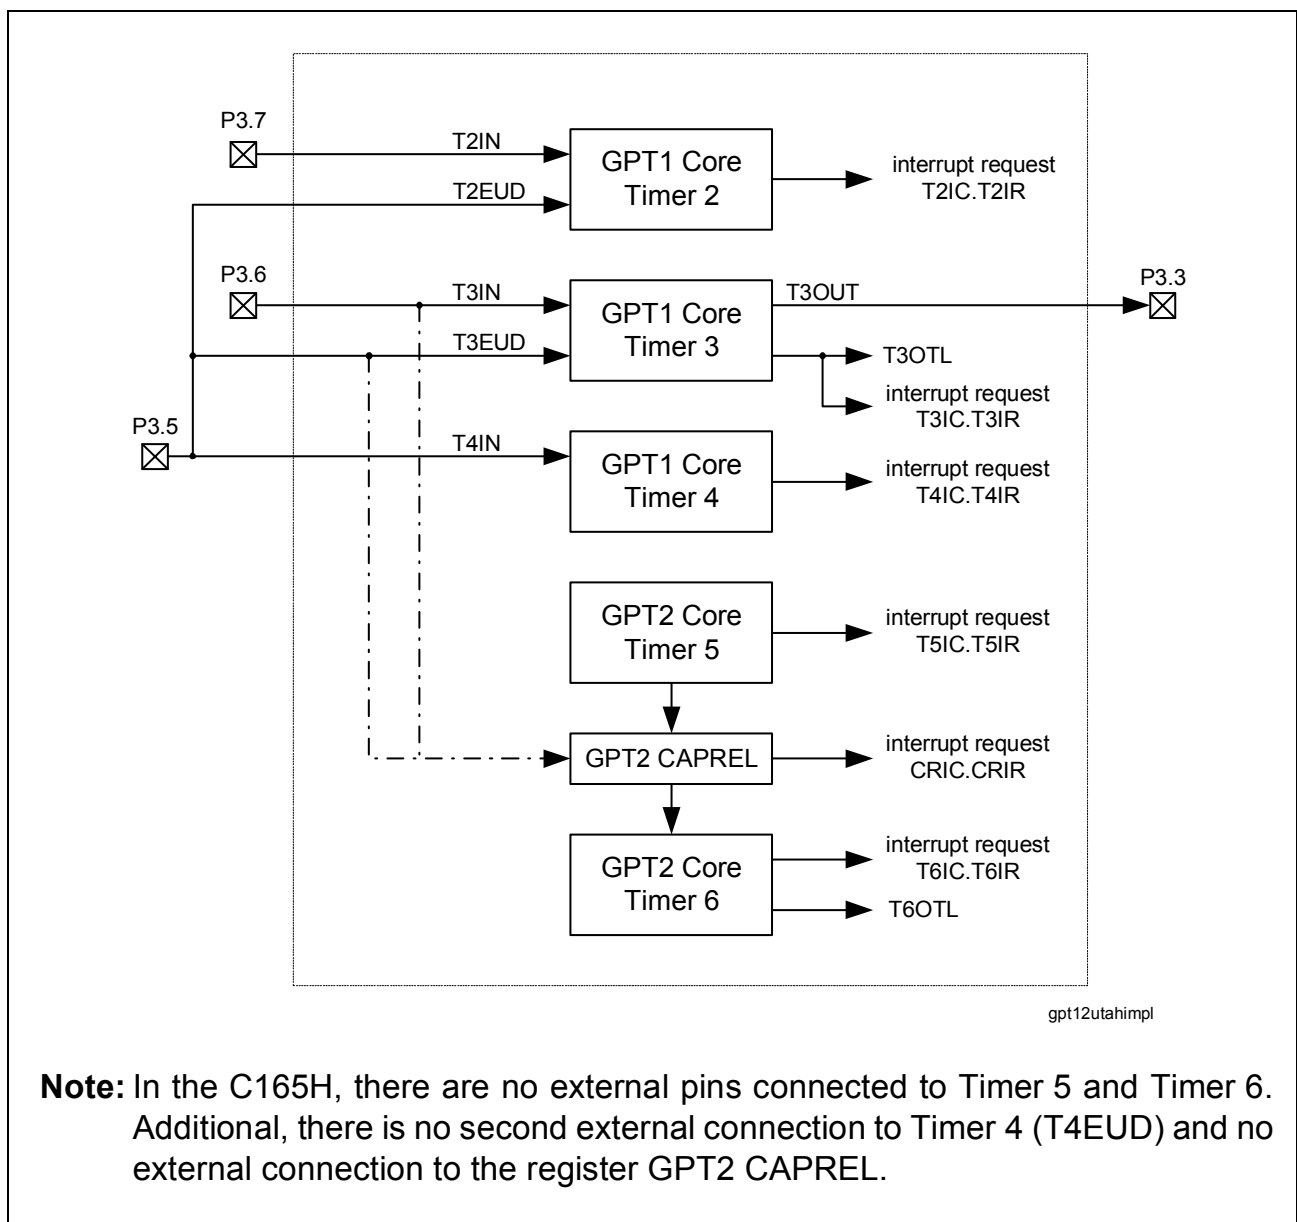 P3.7
T2IN
GPT1 Core
Timer 2
interrupt request
T2IC.T2IR
T2EUD
P3.6
T3IN
GPT1 Core
Timer 3
T3OUT
P3.3
T3EUD
T3OTL
interrupt request
T3IC.T3IR
P3.5
T4IN
GPT1 Core
Timer 4
interrupt request
T4IC.T4IR
GPT2 Core
Timer 5
interrupt request
T5IC.T5IR
GPT2 CAPREL
interrupt request
CRIC.CRIR
GPT2 Core
Timer 6
interrupt request
T6IC.T6IR
T6OTL
gpt12utahimpl
Note: In the C165H, there are no external pins connected to Timer 5 and Timer 6.
Additional, there is no second external connection to Timer 4 (T4EUD) and no
external connection to the register GPT2 CAPREL.